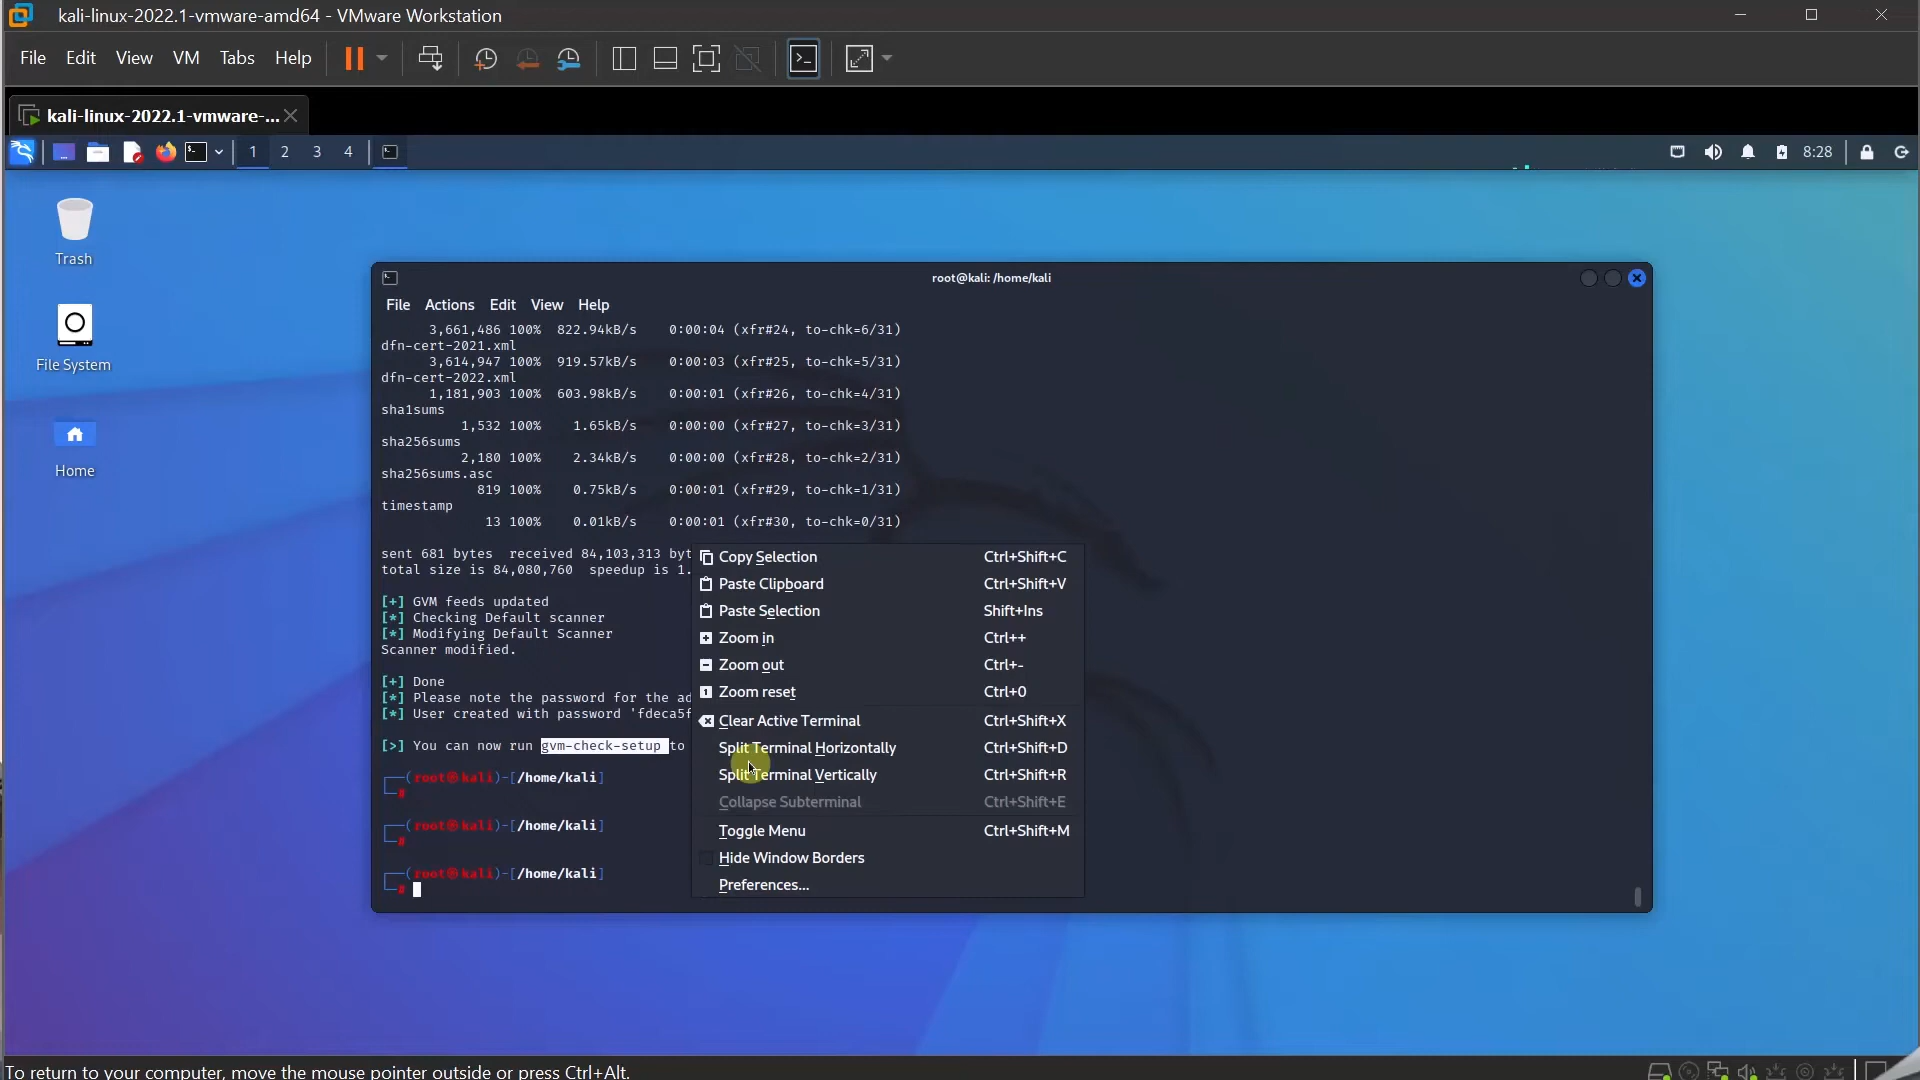 kali-linux-2022.1-vmware-amd64 - VMware Workstation
File Edit View VM Tabs Help
kali-linux-2022.1-vmware-...
1 2 3 4 8:28
Trash
File System
Home
root@kali: /home/kali
File Actions Edit View Help
3,661,486 100% 822.94kB/s 0:00:04 (xfr#24, to-chk=6/31)
dfn-cert-2021.xml
3,614,947 100% 919.57kB/s 0:00:03 (xfr#25, to-chk=5/31)
dfn-cert-2022.xml
1,181,903 100% 603.98kB/s 0:00:01 (xfr#26, to-chk=4/31)
sha1sums
1,532 100% 1.65kB/s 0:00:00 (xfr#27, to-chk=3/31)
sha256sums
2,180 100% 2.34kB/s 0:00:00 (xfr#28, to-chk=2/31)
sha256sums.asc
819 100% 0.75kB/s 0:00:01 (xfr#29, to-chk=1/31)
timestamp
13 100% 0.01kB/s 0:00:01 (xfr#30, to-chk=0/31)
sent 681 bytes received 84,103,313 byt
total size is 84,080,760 speedup is 1.
[+] GVM feeds updated
[*] Checking Default scanner
[*] Modifying Default Scanner
Scanner modified.
[+] Done
[*] Please note the password for the ad
[*] User created with password 'fdeca5f
[>] You can now run gvm-check-setup to
(root㉿kali)-[/home/kali]
#
(root㉿kali)-[/home/kali]
#
(root㉿kali)-[/home/kali]
#
Copy Selection Ctrl+Shift+C
Paste Clipboard Ctrl+Shift+V
Paste Selection Shift+Ins
Zoom in Ctrl++
Zoom out Ctrl+-
Zoom reset Ctrl+0
Clear Active Terminal Ctrl+Shift+X
Split Terminal Horizontally Ctrl+Shift+D
Split Terminal Vertically Ctrl+Shift+R
Collapse Subterminal Ctrl+Shift+E
Toggle Menu Ctrl+Shift+M
Hide Window Borders
Preferences...
To return to your computer, move the mouse pointer outside or press Ctrl+Alt.